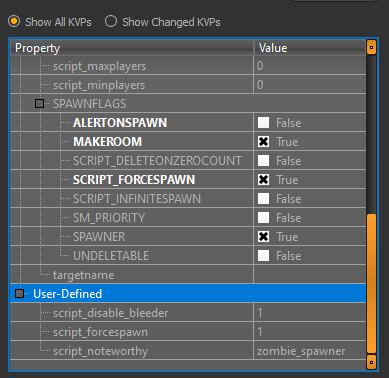 Show All KVPs Show Changed KVPs
Property Value
script_maxplayers 0
script_minplayers 0
SPAWNFLAGS
ALERTONSPAWN False
MAKEROOM True
SCRIPT_DELETEONZEROCOUNT False
SCRIPT_FORCESPAWN True
SCRIPT_INFINITESPAWN False
SM_PRIORITY False
SPAWNER True
UNDELETABLE False
targetname
User-Defined
script_disable_bleeder 1
script_forcespawn 1
script_noteworthy zombie_spawner